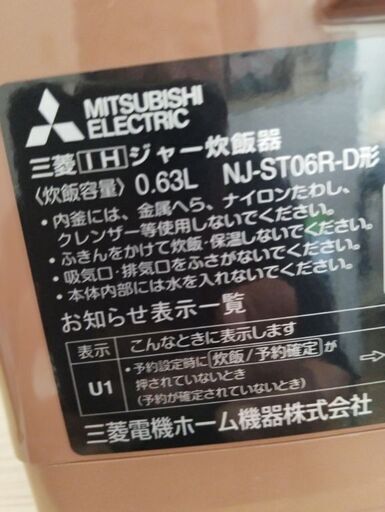 MITSUBISHI
ELECTRIC
三菱IHジャー炊飯器
〈炊飯容量〉 0.63L NJ-ST06R-D形
・内釜には、金属へら、ナイロンたわし、
クレンザー等使用しないでください。
・ふきんをかけて炊飯・保温しないでください。
・吸気口・排気口をふさがないでください。
・本体内部には水を入れないでください。
お知らせ表示一覧
表示 こんなときに表示します
U1 ・予約設定時に炊飯/予約確定が
押されていないとき
(予約が確定されていないとき)
三菱電機ホーム機器株式会社